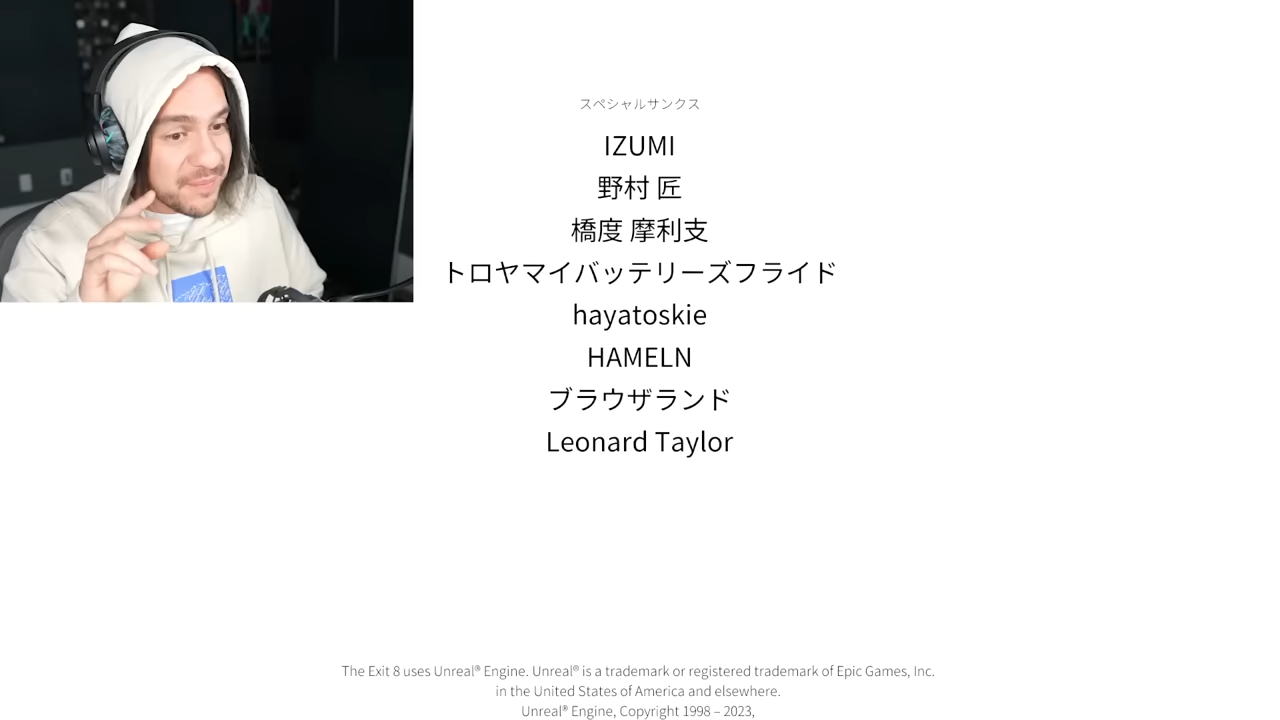 スペシャルサンクス
IZUMI
野村 匠
橋度 摩利支
トロヤマイバッテリーズフライド
hayatoskie
HAMELN
ブラウザランド
Leonard Taylor
The Exit 8 uses Unreal® Engine. Unreal® is a trademark or registered trademark of Epic Games, Inc.
in the United States of America and elsewhere.
Unreal® Engine, Copyright 1998 – 2023,